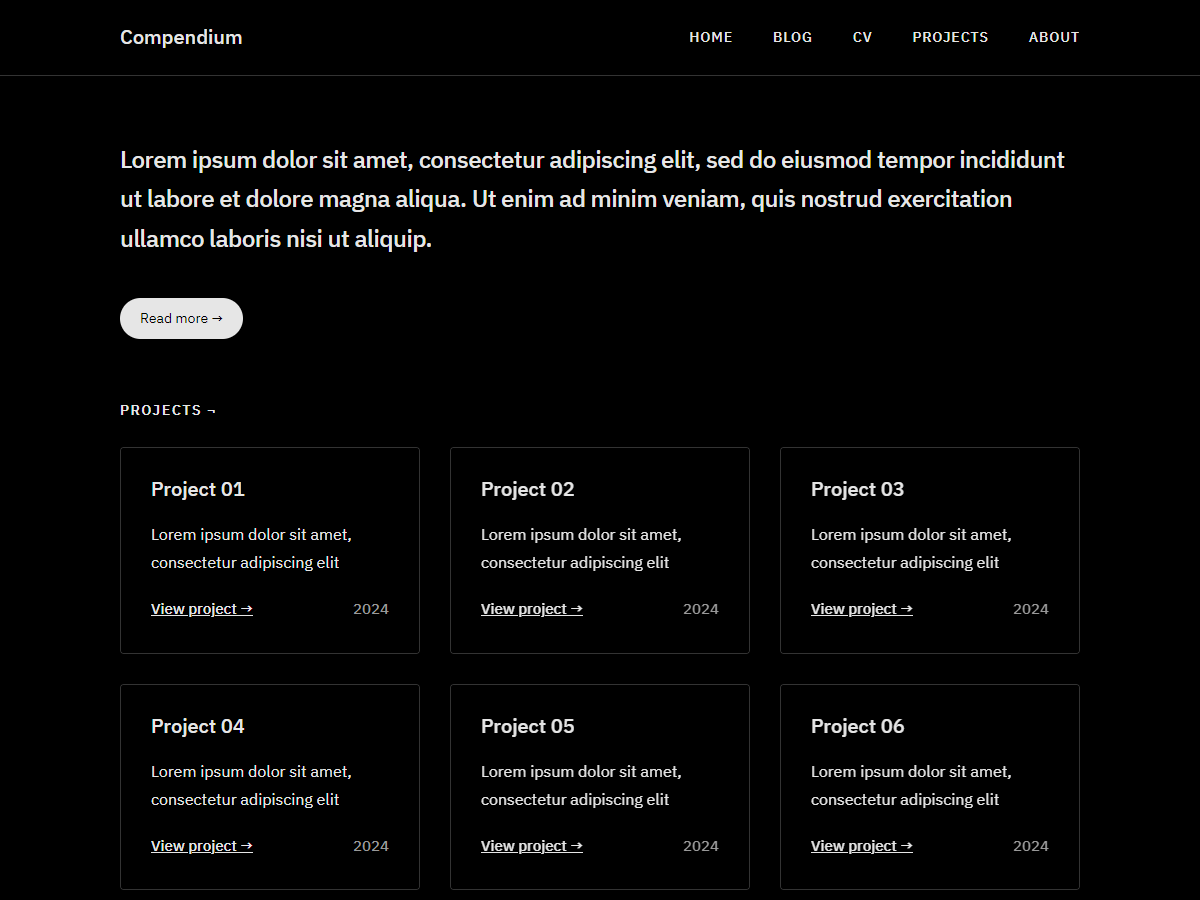 Compendium
HOME BLOG CV PROJECTS ABOUT
Lorem ipsum dolor sit amet, consectetur adipiscing elit, sed do eiusmod tempor incididunt
ut labore et dolore magna aliqua. Ut enim ad minim veniam, quis nostrud exercitation
ullamco laboris nisi ut aliquip.
Read more →
PROJECTS ¬
Project 01
Lorem ipsum dolor sit amet,
consectetur adipiscing elit
View project → 2024
Project 02
Lorem ipsum dolor sit amet,
consectetur adipiscing elit
View project → 2024
Project 03
Lorem ipsum dolor sit amet,
consectetur adipiscing elit
View project → 2024
Project 04
Lorem ipsum dolor sit amet,
consectetur adipiscing elit
View project → 2024
Project 05
Lorem ipsum dolor sit amet,
consectetur adipiscing elit
View project → 2024
Project 06
Lorem ipsum dolor sit amet,
consectetur adipiscing elit
View project → 2024